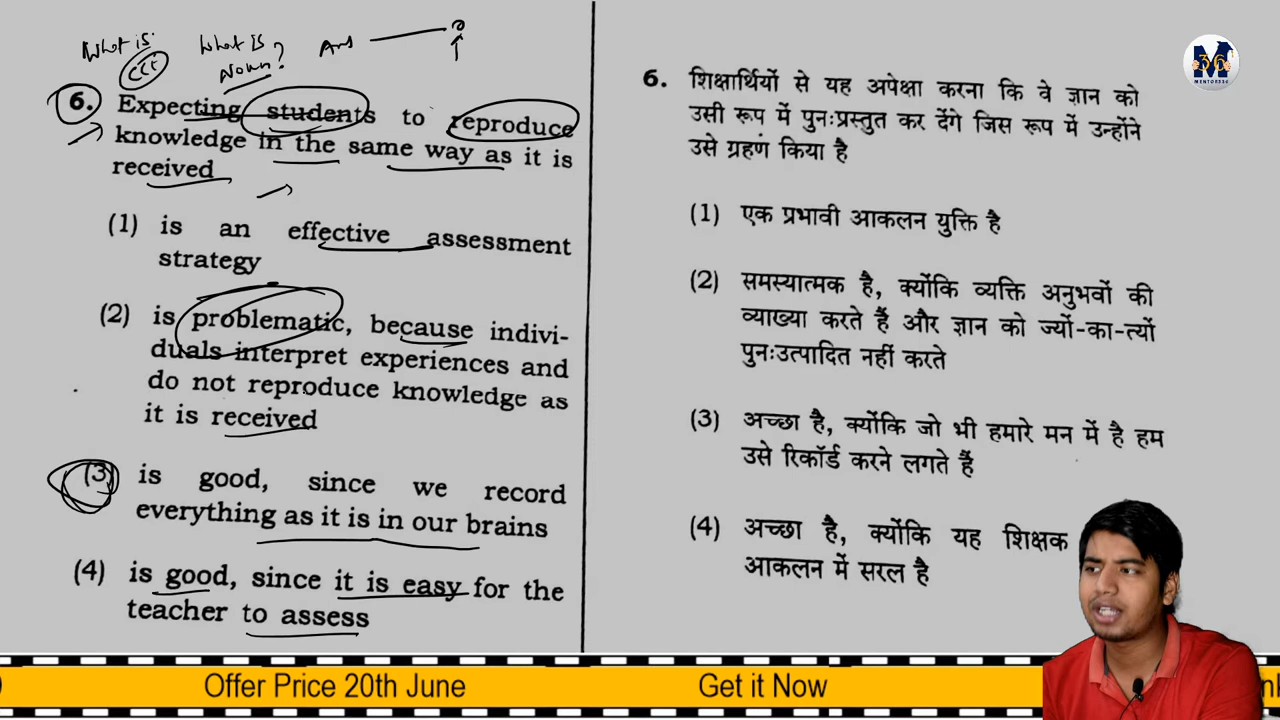 What is
CCE
What is
Noun?
Ans
6. Expecting students to reproduce
knowledge in the same way as it is
received
(1) is an effective assessment
strategy
(2) is problematic, because indivi-
duals interpret experiences and
do not reproduce knowledge as
it is received
(3) is good, since we record
everything as it is in our brains
(4) is good, since it is easy for the
teacher to assess
6. शिक्षार्थियों से यह अपेक्षा करना कि वे ज्ञान को
उसी रूप में पुनःप्रस्तुत कर देंगे जिस रूप में उन्होंने
उसे ग्रहण किया है
(1) एक प्रभावी आकलन युक्ति है
(2) समस्यात्मक है, क्योंकि व्यक्ति अनुभवों की
व्याख्या करते हैं और ज्ञान को ज्यों-का-त्यों
पुनःउत्पादित नहीं करते
(3) अच्छा है, क्योंकि जो भी हमारे मन में है हम
उसे रिकॉर्ड करने लगते हैं
(4) अच्छा है, क्योंकि यह शिक्षक
आकलन में सरल है
M
36
MENTORS36
Offer Price 20th June
Get it Now